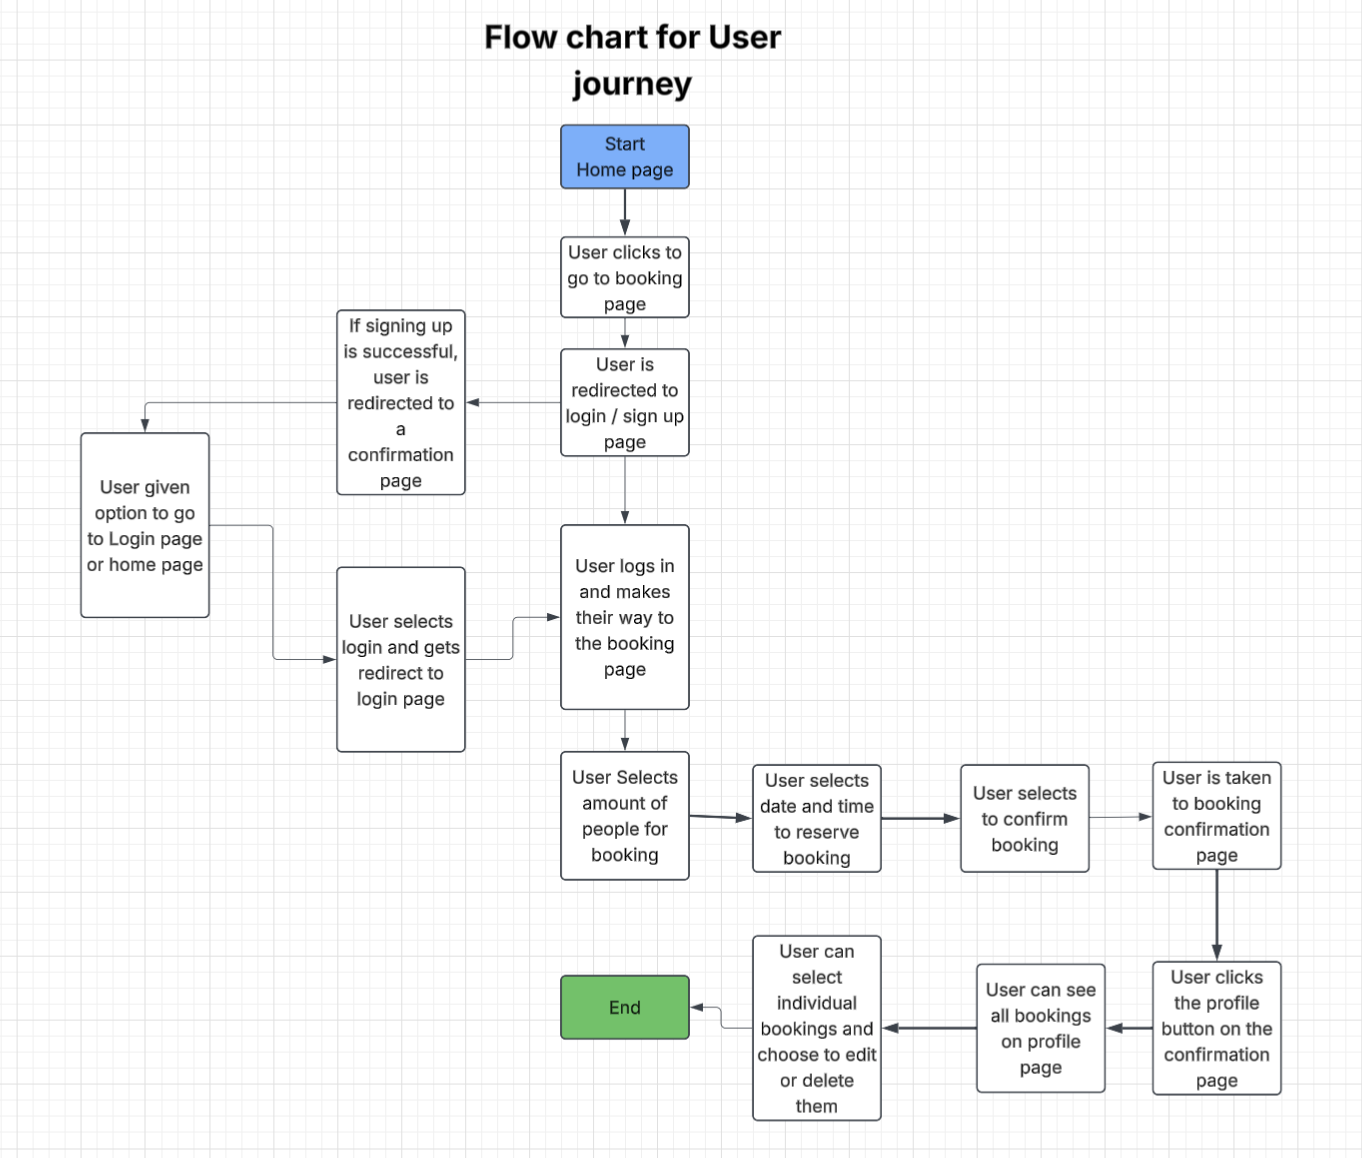 Flow chart for User
journey
Start
Home page
User clicks to
go to booking
page
User is
redirected to
login / sign up
page
If signing up
is successful,
user is
redirected to
a
confirmation
page
User given
option to go
to Login page
or home page
User selects
login and gets
redirect to
login page
User logs in
and makes
their way to
the booking
page
User Selects
amount of
people for
booking
User selects
date and time
to reserve
booking
User selects
to confirm
booking
User is taken
to booking
confirmation
page
User clicks
the profile
button on the
confirmation
page
User can see
all bookings
on profile
page
User can
select
individual
bookings and
choose to edit
or delete
them
End